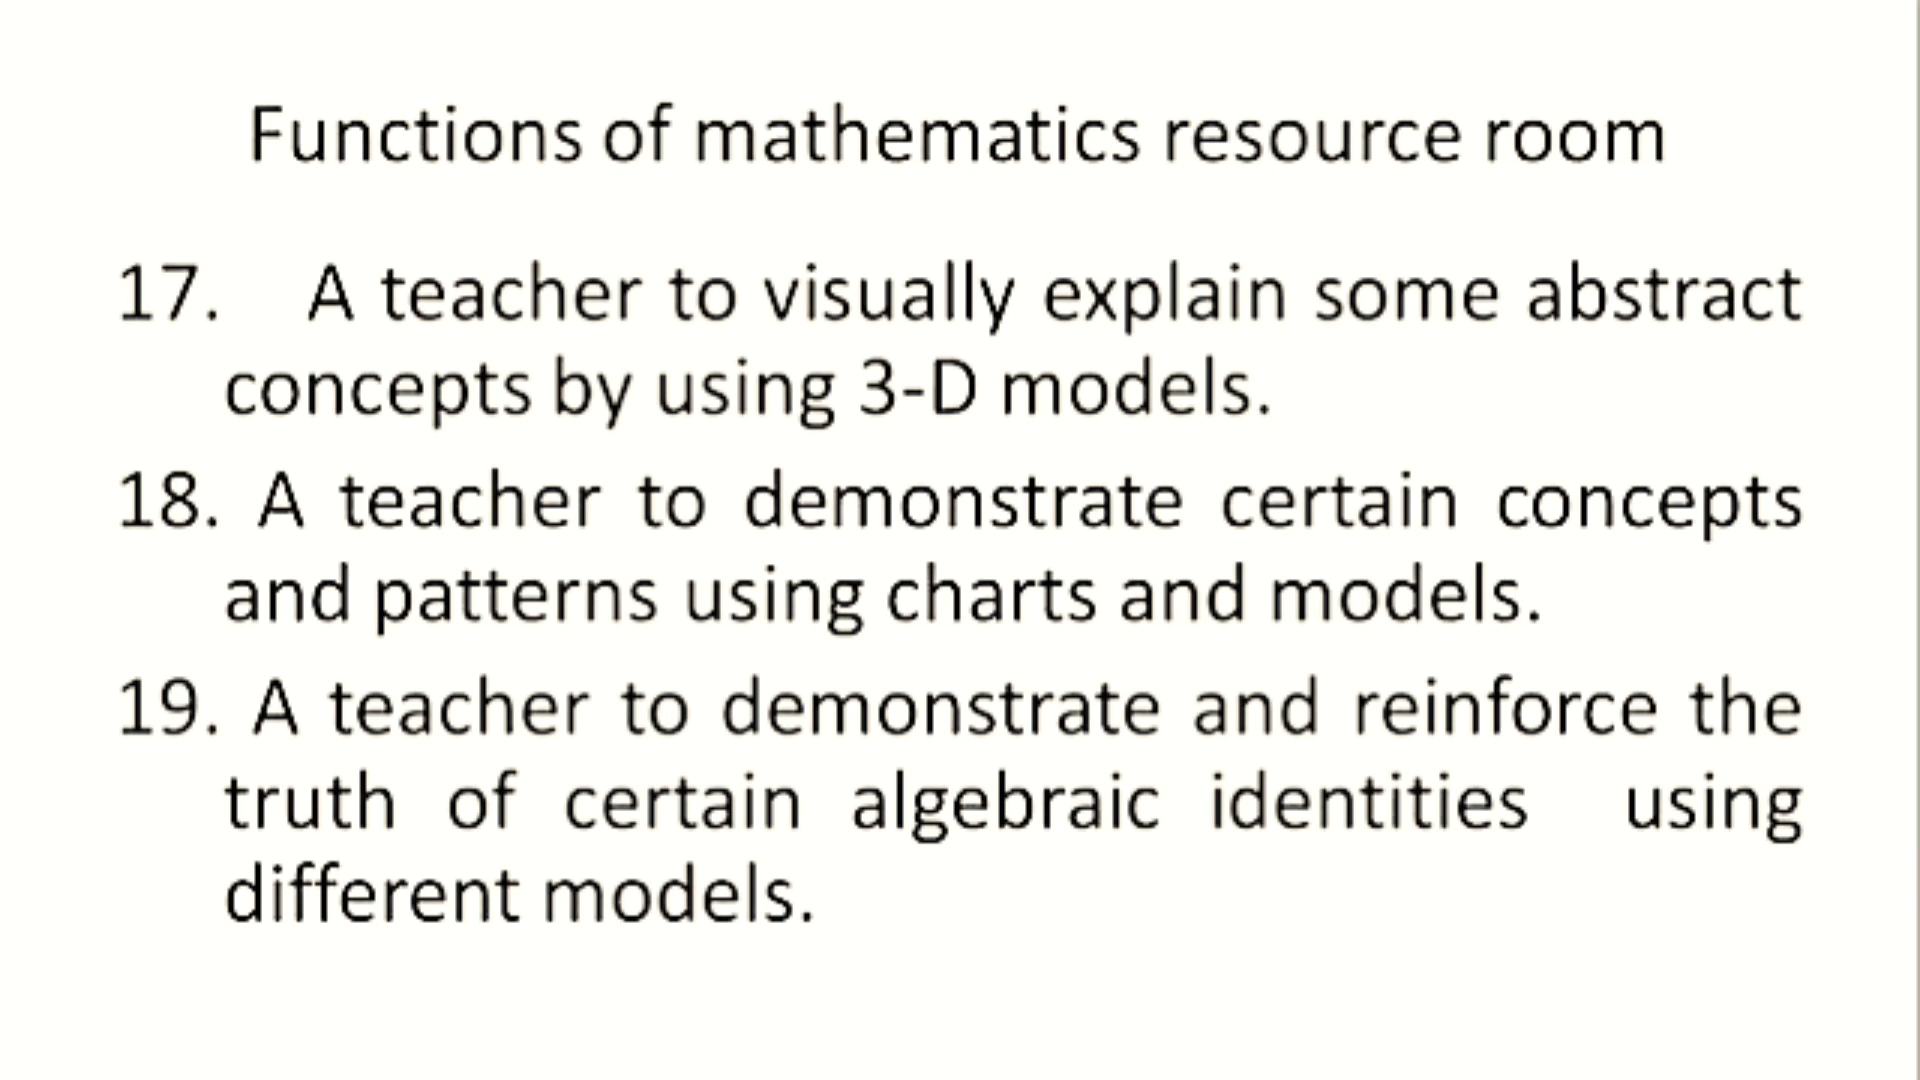 Functions of mathematics resource room
17. A teacher to visually explain some abstract
concepts by using 3-D models.
18. A teacher to demonstrate certain concepts
and patterns using charts and models.
19. A teacher to demonstrate and reinforce the
truth of certain algebraic identities using
different models.